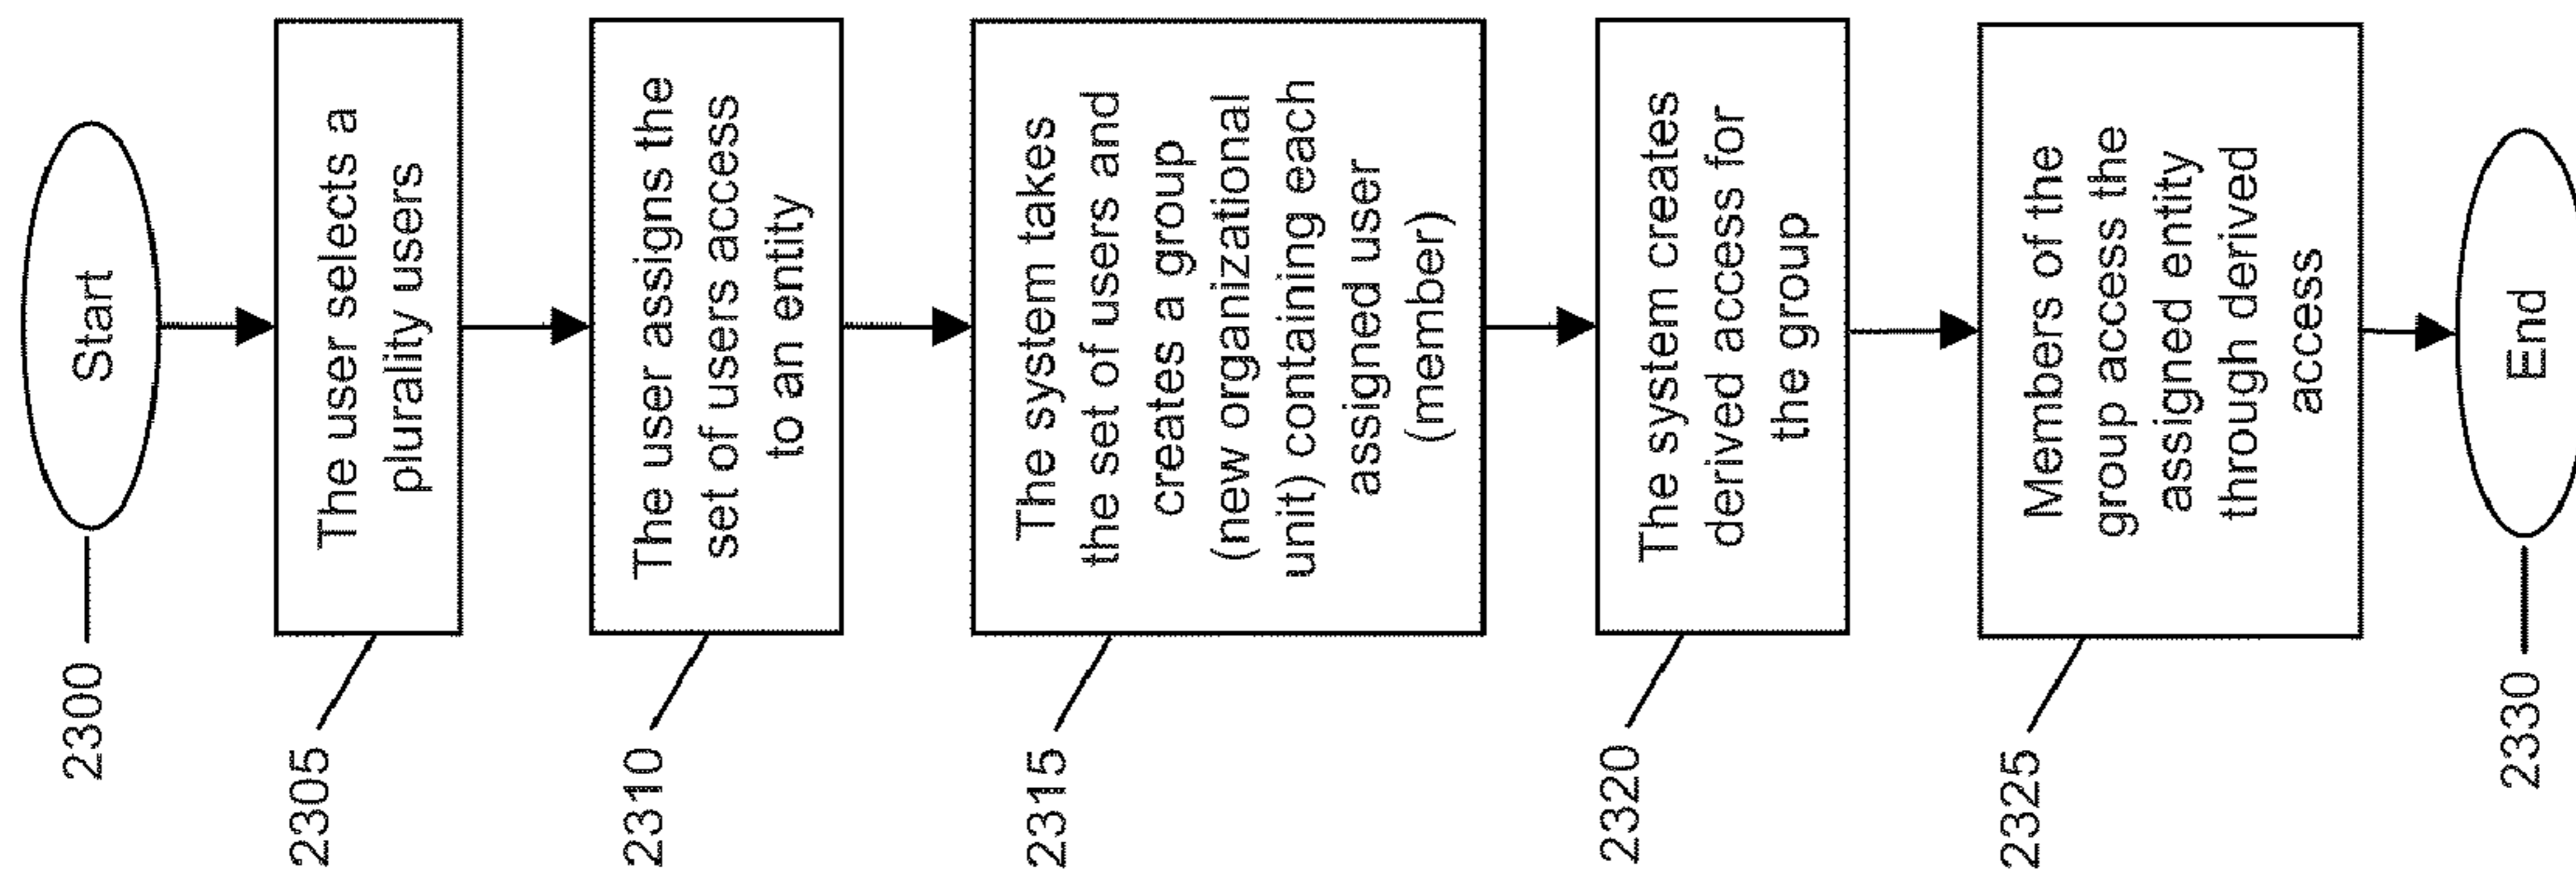 2300
Start
2305
The user selects a
plurality users
2310
The user assigns the
set of users access
to an entity
2315
The system takes
the set of users and
creates a group
(new organizational
unit) containing each
assigned user
(member)
2320
The system creates
derived access for
the group
2325
Members of the
group access the
assigned entity
through derived
access
2330
End